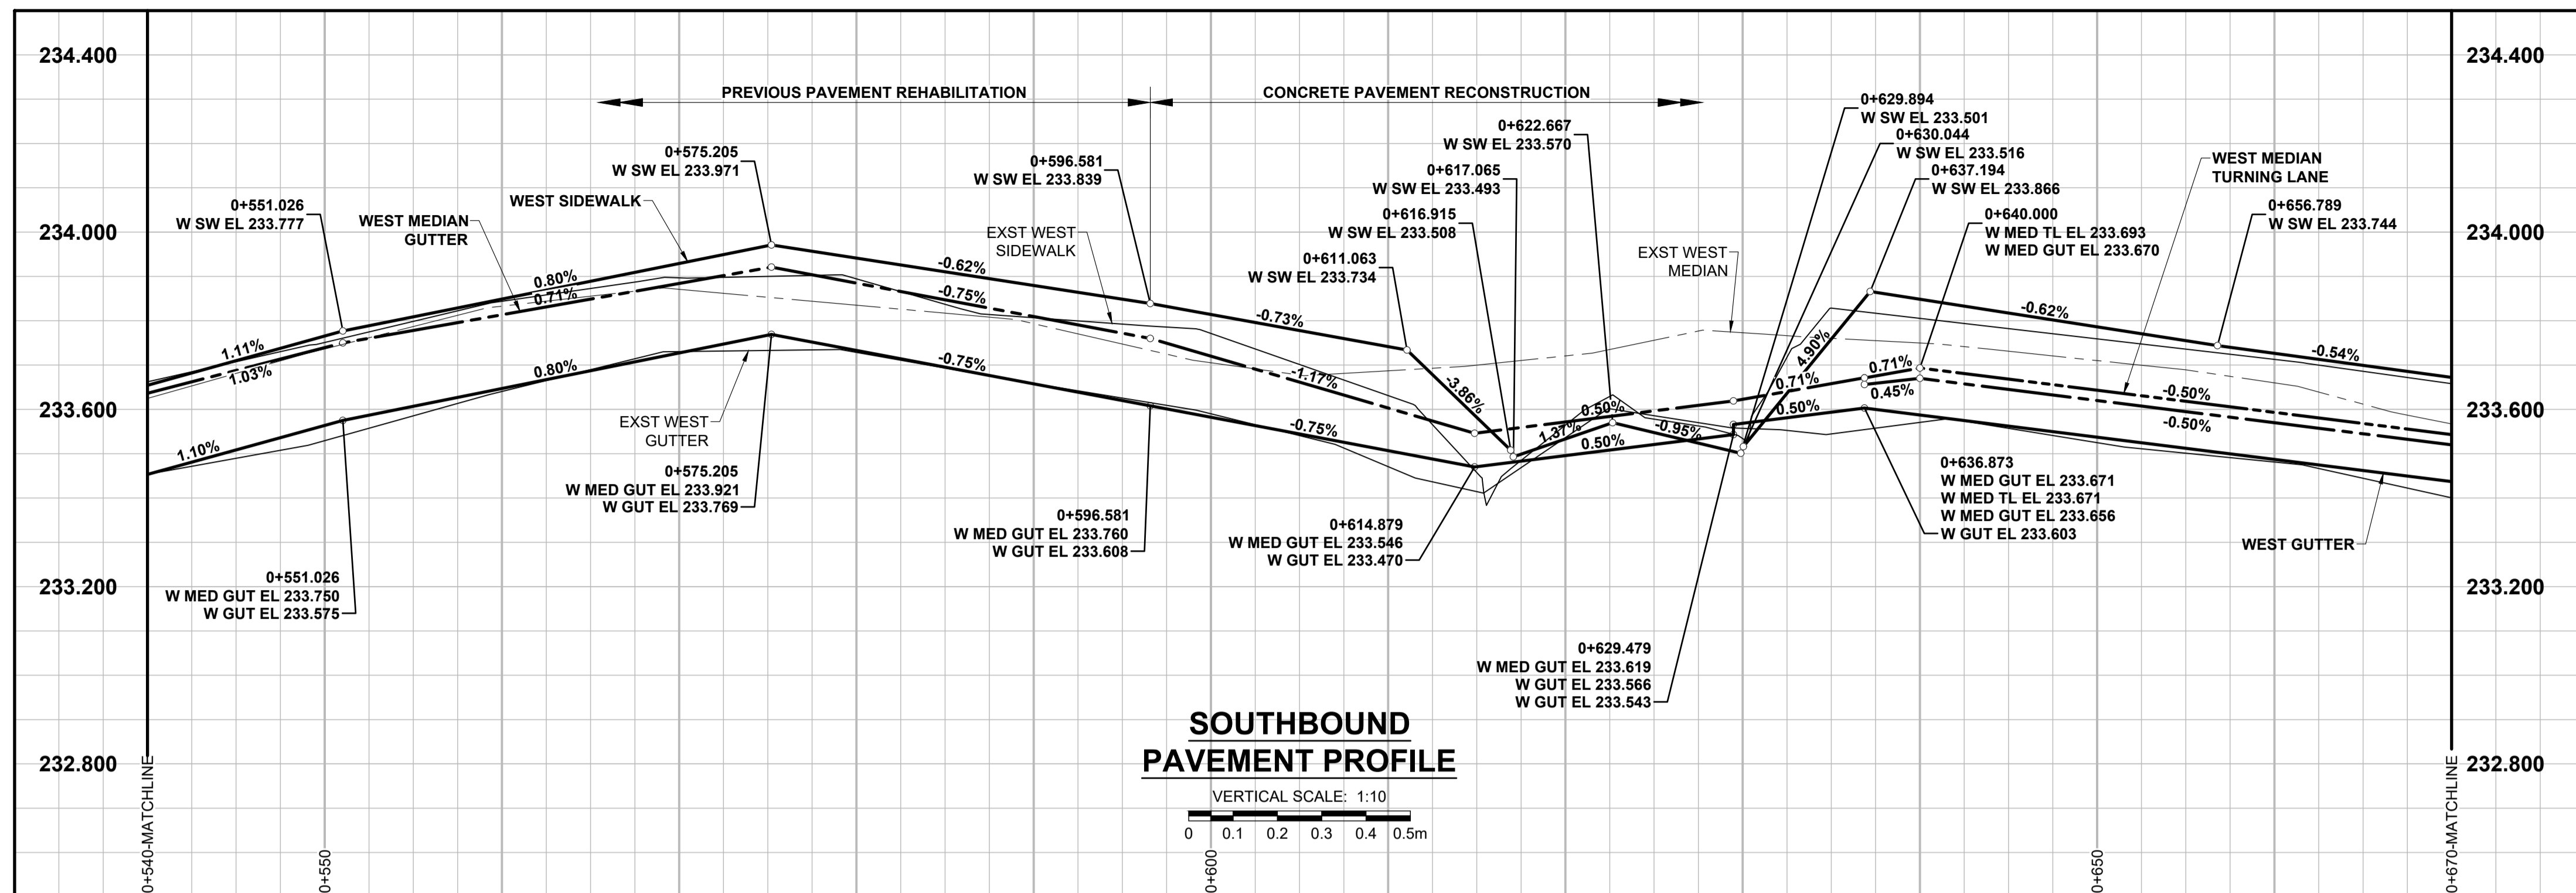 234.400
234.400
PREVIOUS PAVEMENT REHABILITATION
CONCRETE PAVEMENT RECONSTRUCTION
0+629.894
W SW EL 233.501
0+630.044
W SW EL 233.516
0+637.194
W SW EL 233.866
0+622.667
W SW EL 233.570
0+575.205
W SW EL 233.971
0+596.581
W SW EL 233.839
0+617.065
W SW EL 233.493
WEST MEDIAN
TURNING LANE
0+551.026
W SW EL 233.777
WEST MEDIAN
GUTTER
WEST SIDEWALK
0+616.915
W SW EL 233.508
0+640.000
W MED TL EL 233.693
W MED GUT EL 233.670
0+656.789
W SW EL 233.744
234.000
234.000
EXST WEST
SIDEWALK
0+611.063
W SW EL 233.734
EXST WEST
MEDIAN
0.80%
0.71%
-0.62%
-0.75%
-0.73%
-0.62%
-0.54%
1.11%
1.03%
0.80%
-0.75%
-1.17%
-3.86%
4.90%
0.71%
0.71%
0.45%
-0.50%
-0.50%
233.600
233.600
1.10%
-0.75%
1.37%
0.50%
0.50%
-0.95%
0.50%
EXST WEST
GUTTER
0+575.205
W MED GUT EL 233.921
W GUT EL 233.769
0+596.581
W MED GUT EL 233.760
W GUT EL 233.608
0+614.879
W MED GUT EL 233.546
W GUT EL 233.470
0+636.873
W MED GUT EL 233.671
W MED TL EL 233.671
W MED GUT EL 233.656
W GUT EL 233.603
WEST GUTTER
0+551.026
W MED GUT EL 233.750
W GUT EL 233.575
233.200
233.200
0+629.479
W MED GUT EL 233.619
W GUT EL 233.566
W GUT EL 233.543
SOUTHBOUND
PAVEMENT PROFILE
VERTICAL SCALE: 1:10
0 0.1 0.2 0.3 0.4 0.5m
232.800
232.800
0+540-MATCHLINE
0+550
0+600
0+650
0+670-MATCHLINE